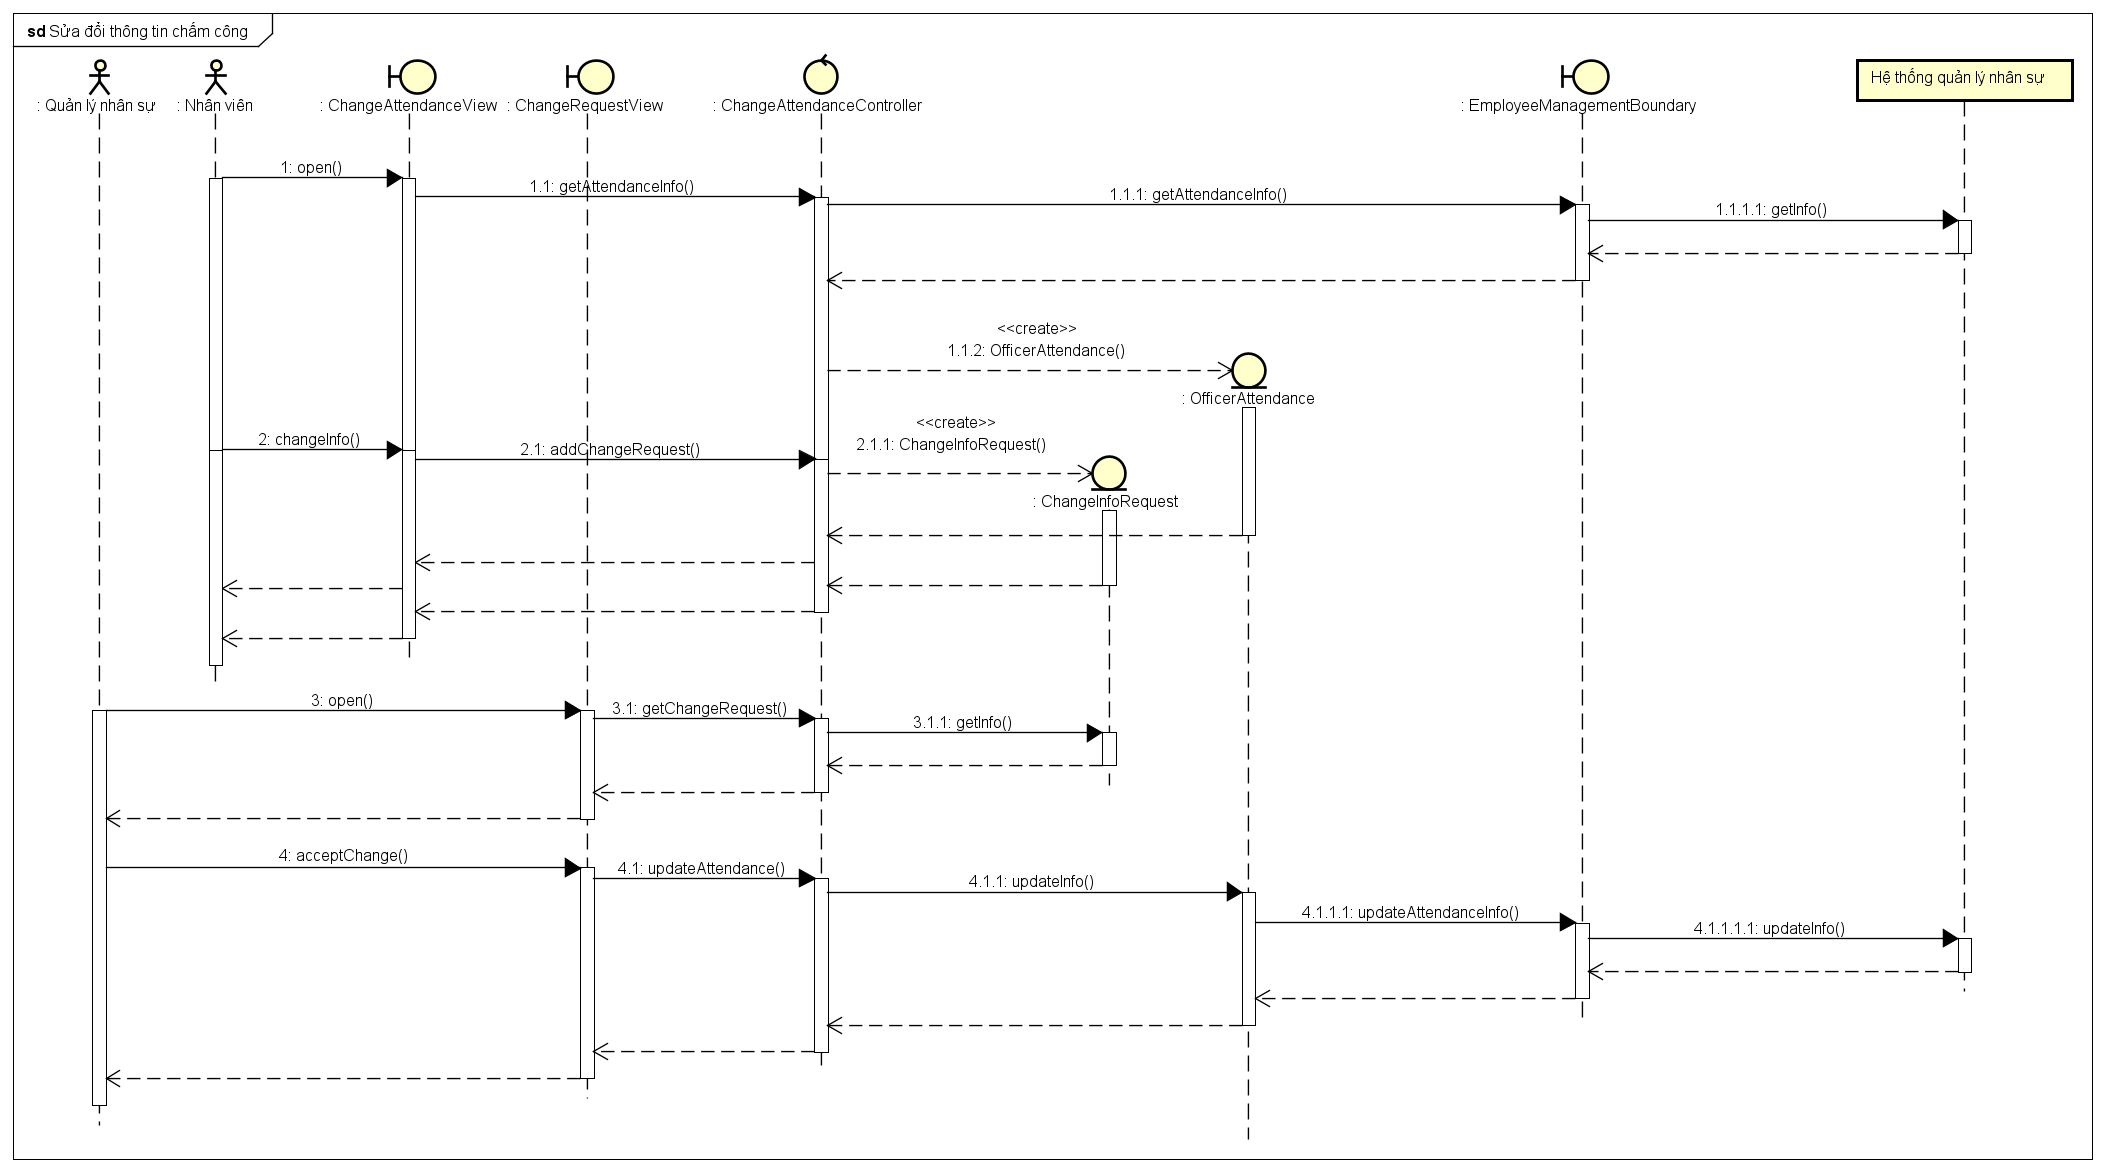 sd Sửa đổi thông tin chấm công
: Quản lý nhân sự
: Nhân viên
: ChangeAttendanceView
: ChangeRequestView
: ChangeAttendanceController
: EmployeeManagementBoundary
Hệ thống quản lý nhân sự
1: open()
1.1: getAttendanceInfo()
1.1.1: getAttendanceInfo()
1.1.1.1: getInfo()
<<create>>
1.1.2: OfficerAttendance()
: OfficerAttendance
2: changeInfo()
2.1: addChangeRequest()
<<create>>
2.1.1: ChangeInfoRequest()
: ChangeInfoRequest
3: open()
3.1: getChangeRequest()
3.1.1: getInfo()
4: acceptChange()
4.1: updateAttendance()
4.1.1: updateInfo()
4.1.1.1: updateAttendanceInfo()
4.1.1.1.1: updateInfo()